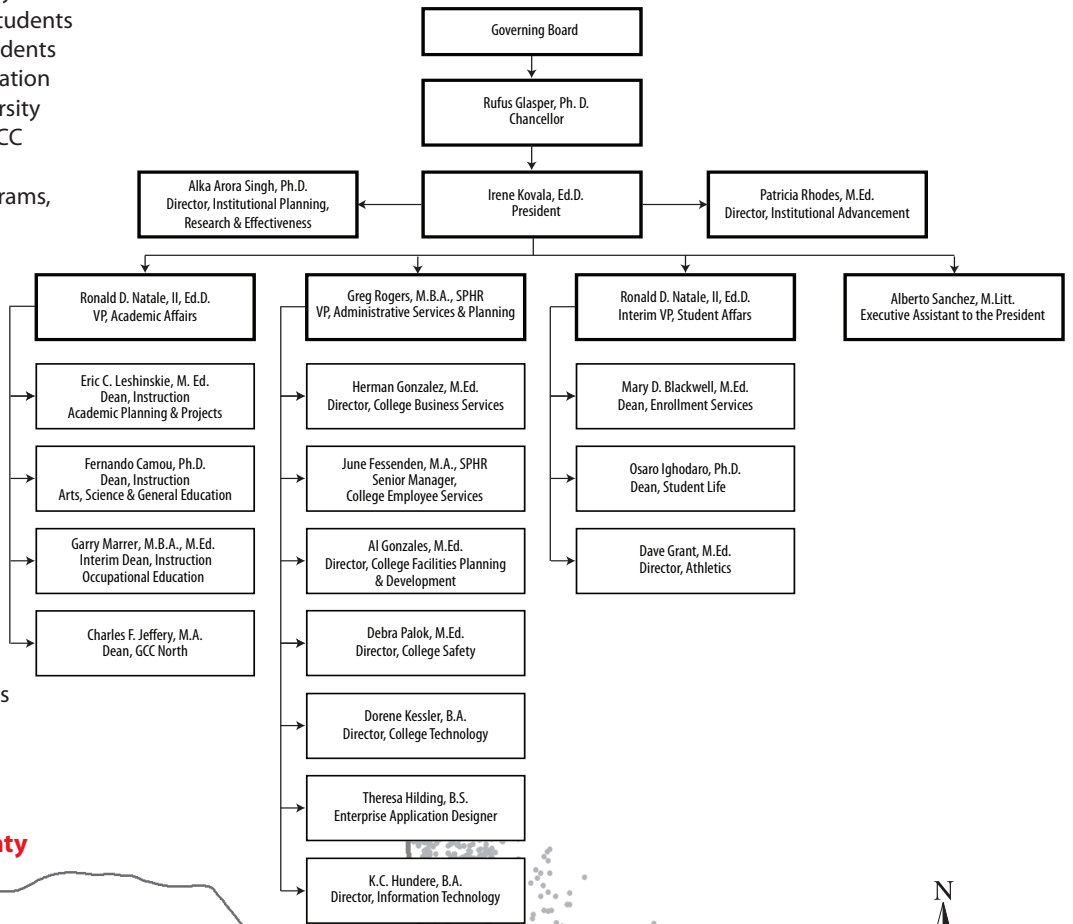 tudents
dents
ation
rsity
CC
rams,
Governing Board
Rufus Glasper, Ph. D.
Chancellor
Alka Arora Singh, Ph.D.
Director, Institutional Planning,
Research & Effectiveness
Irene Kovala, Ed.D.
President
Patricia Rhodes, M.Ed.
Director, Institutional Advancement
Ronald D. Natale, II, Ed.D.
VP, Academic Affairs
Greg Rogers, M.B.A., SPHR
VP, Administrative Services & Planning
Ronald D. Natale, II, Ed.D.
Interim VP, Student Affars
Alberto Sanchez, M.Litt.
Executive Assistant to the President
Eric C. Leshinskie, M. Ed.
Dean, Instruction
Academic Planning & Projects
Herman Gonzalez, M.Ed.
Director, College Business Services
Mary D. Blackwell, M.Ed.
Dean, Enrollment Services
Fernando Camou, Ph.D.
Dean, Instruction
Arts, Science & General Education
June Fessenden, M.A., SPHR
Senior Manager,
College Employee Services
Osaro Ighodaro, Ph.D.
Dean, Student Life
Garry Marrer, M.B.A., M.Ed.
Interim Dean, Instruction
Occupational Education
Al Gonzales, M.Ed.
Director, College Facilities Planning
& Development
Dave Grant, M.Ed.
Director, Athletics
Charles F. Jeffery, M.A.
Dean, GCC North
Debra Palok, M.Ed.
Director, College Safety
s
Dorene Kessler, B.A.
Director, College Technology
Theresa Hilding, B.S.
Enterprise Application Designer
nty
K.C. Hundere, B.A.
Director, Information Technology
N